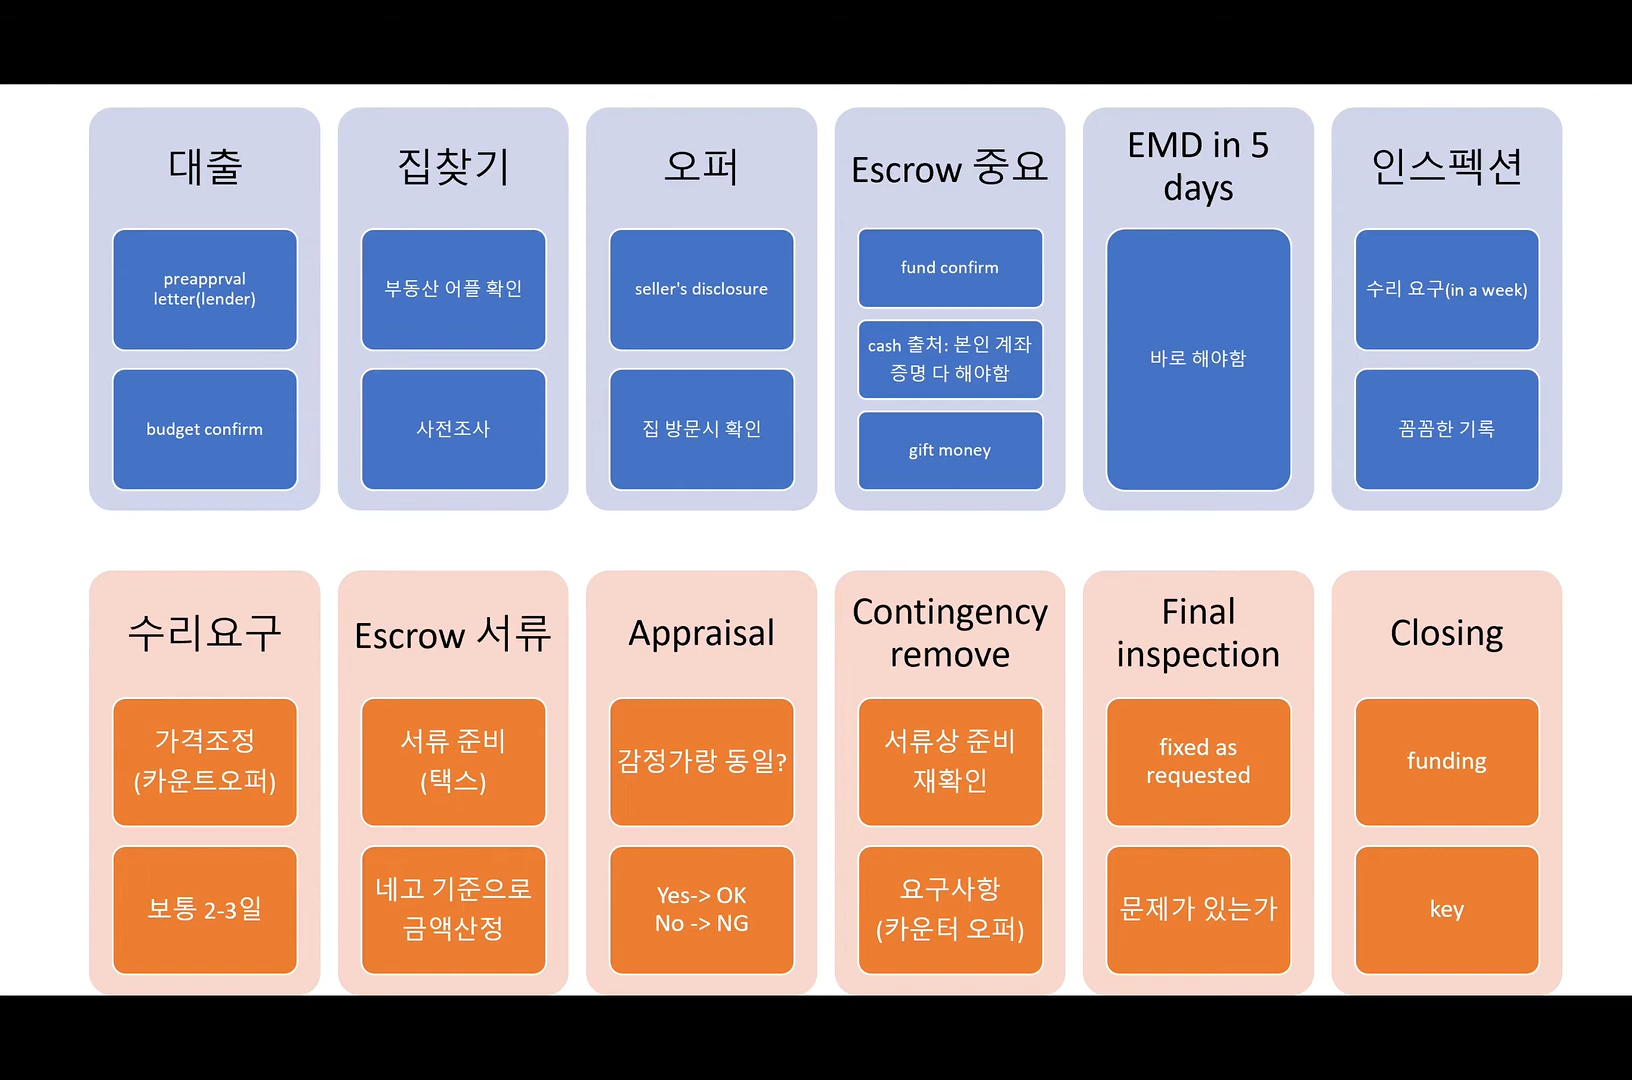 대출
preapprval
letter(lender)
budget confirm
집찾기
부동산 어플 확인
사전조사
오퍼
seller's disclosure
집 방문시 확인
Escrow 중요
fund confirm
cash 출처: 본인 계좌
증명 다 해야함
gift money
EMD in 5
days
바로 해야함
인스펙션
수리 요구(in a week)
꼼꼼한 기록
수리요구
가격조정
(카운트오퍼)
보통 2-3일
Escrow 서류
서류 준비
(택스)
네고 기준으로
금액산정
Appraisal
감정가랑 동일?
Yes-> OK
No -> NG
Contingency
remove
서류상 준비
재확인
요구사항
(카운터 오퍼)
Final
inspection
fixed as
requested
문제가 있는가
Closing
funding
key